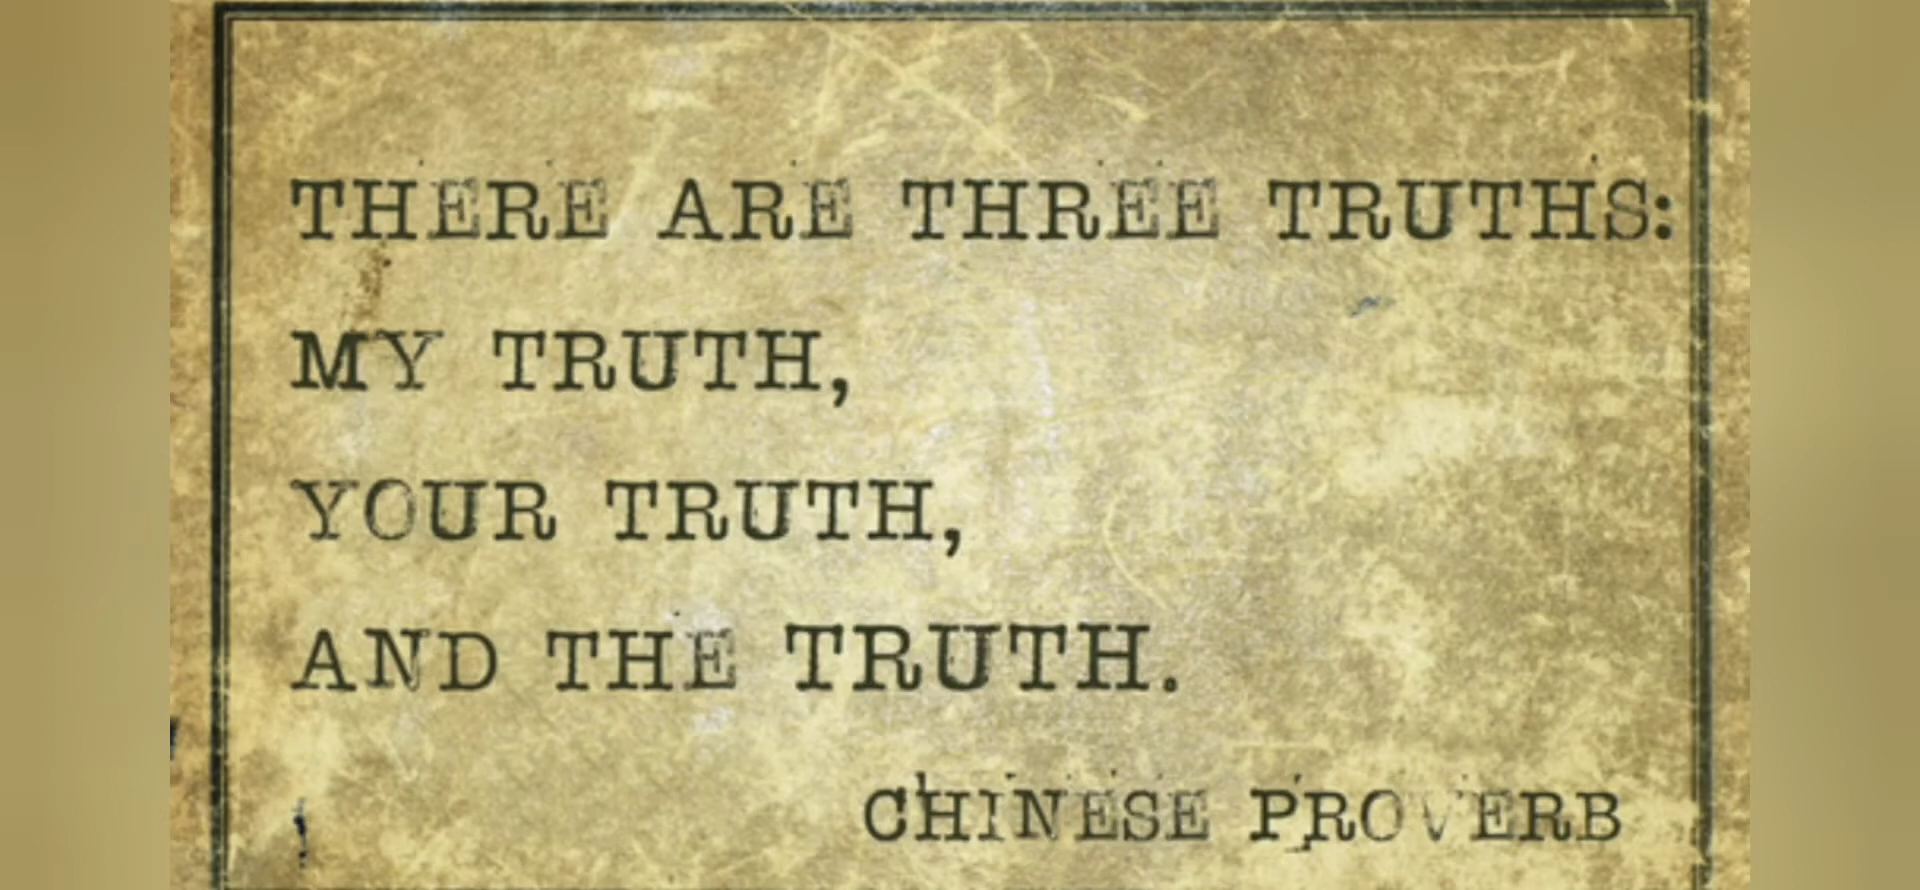 THERE ARE THREE TRUTHS:
MY TRUTH,
YOUR TRUTH,
AND THE TRUTH.
CHINESE PROVERB